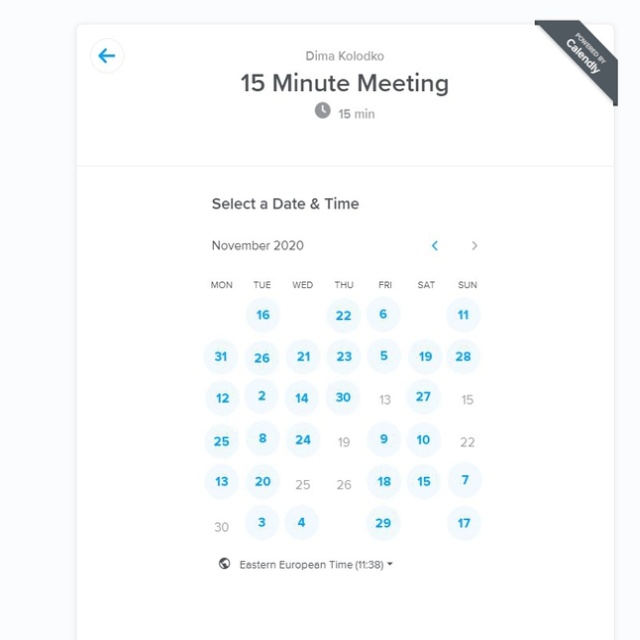 POWERED BY
Calendly
Dima Kolodko
15 Minute Meeting
15 min
Select a Date & Time
November 2020
MON TUE WED THU FRI SAT SUN
16 22 6 11
31 26 21 23 5 19 28
12 2 14 30 13 27 15
25 8 24 19 9 10 22
13 20 25 26 18 15 7
30 3 4 29 17
Eastern European Time (11:38)